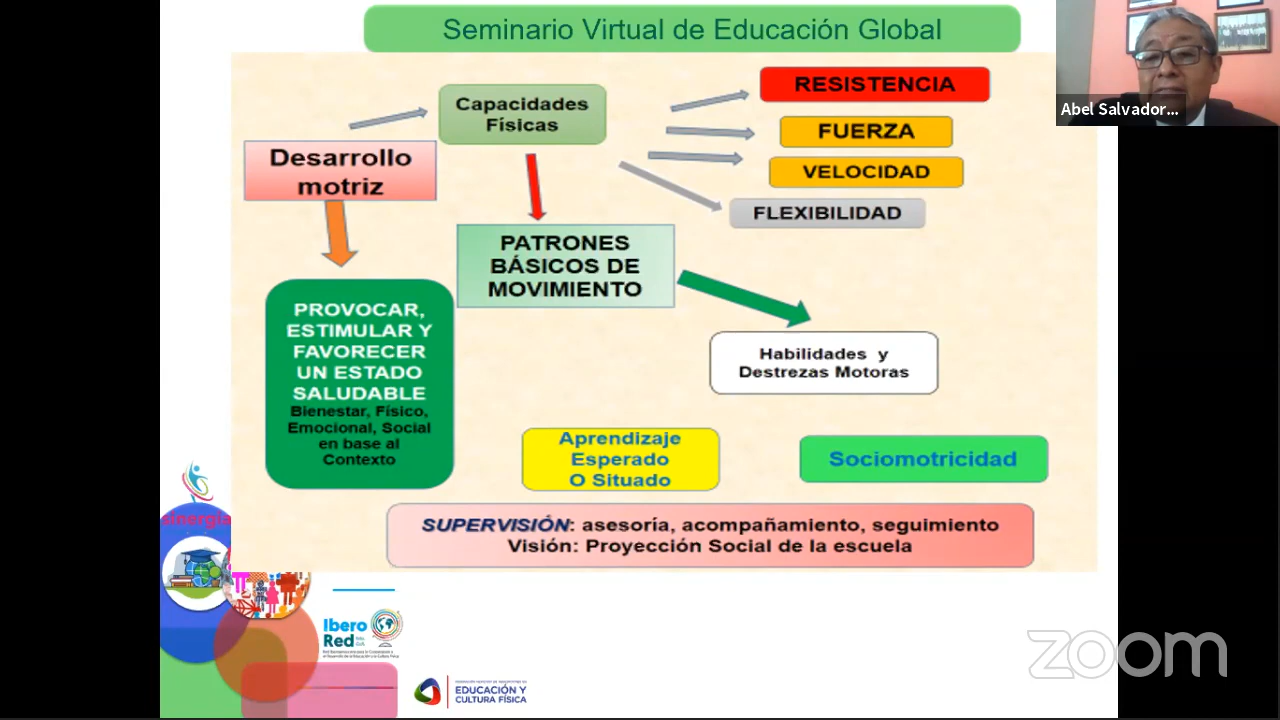 Seminario Virtual de Educación Global
Abel Salvador...
Capacidades
Físicas
RESISTENCIA
FUERZA
VELOCIDAD
FLEXIBILIDAD
Desarrollo
motriz
PATRONES
BÁSICOS DE
MOVIMIENTO
PROVOCAR,
ESTIMULAR Y
FAVORECER
UN ESTADO
SALUDABLE
Bienestar, Físico,
Emocional, Social
en base al
Contexto
Habilidades y
Destrezas Motoras
Aprendizaje
Esperado
O Situado
Sociomotricidad
SUPERVISIÓN: asesoría, acompañamiento, seguimiento
Visión: Proyección Social de la escuela
sinergia
Ibero
Red
EDUCACIÓN Y
CULTURA FÍSICA
zoom